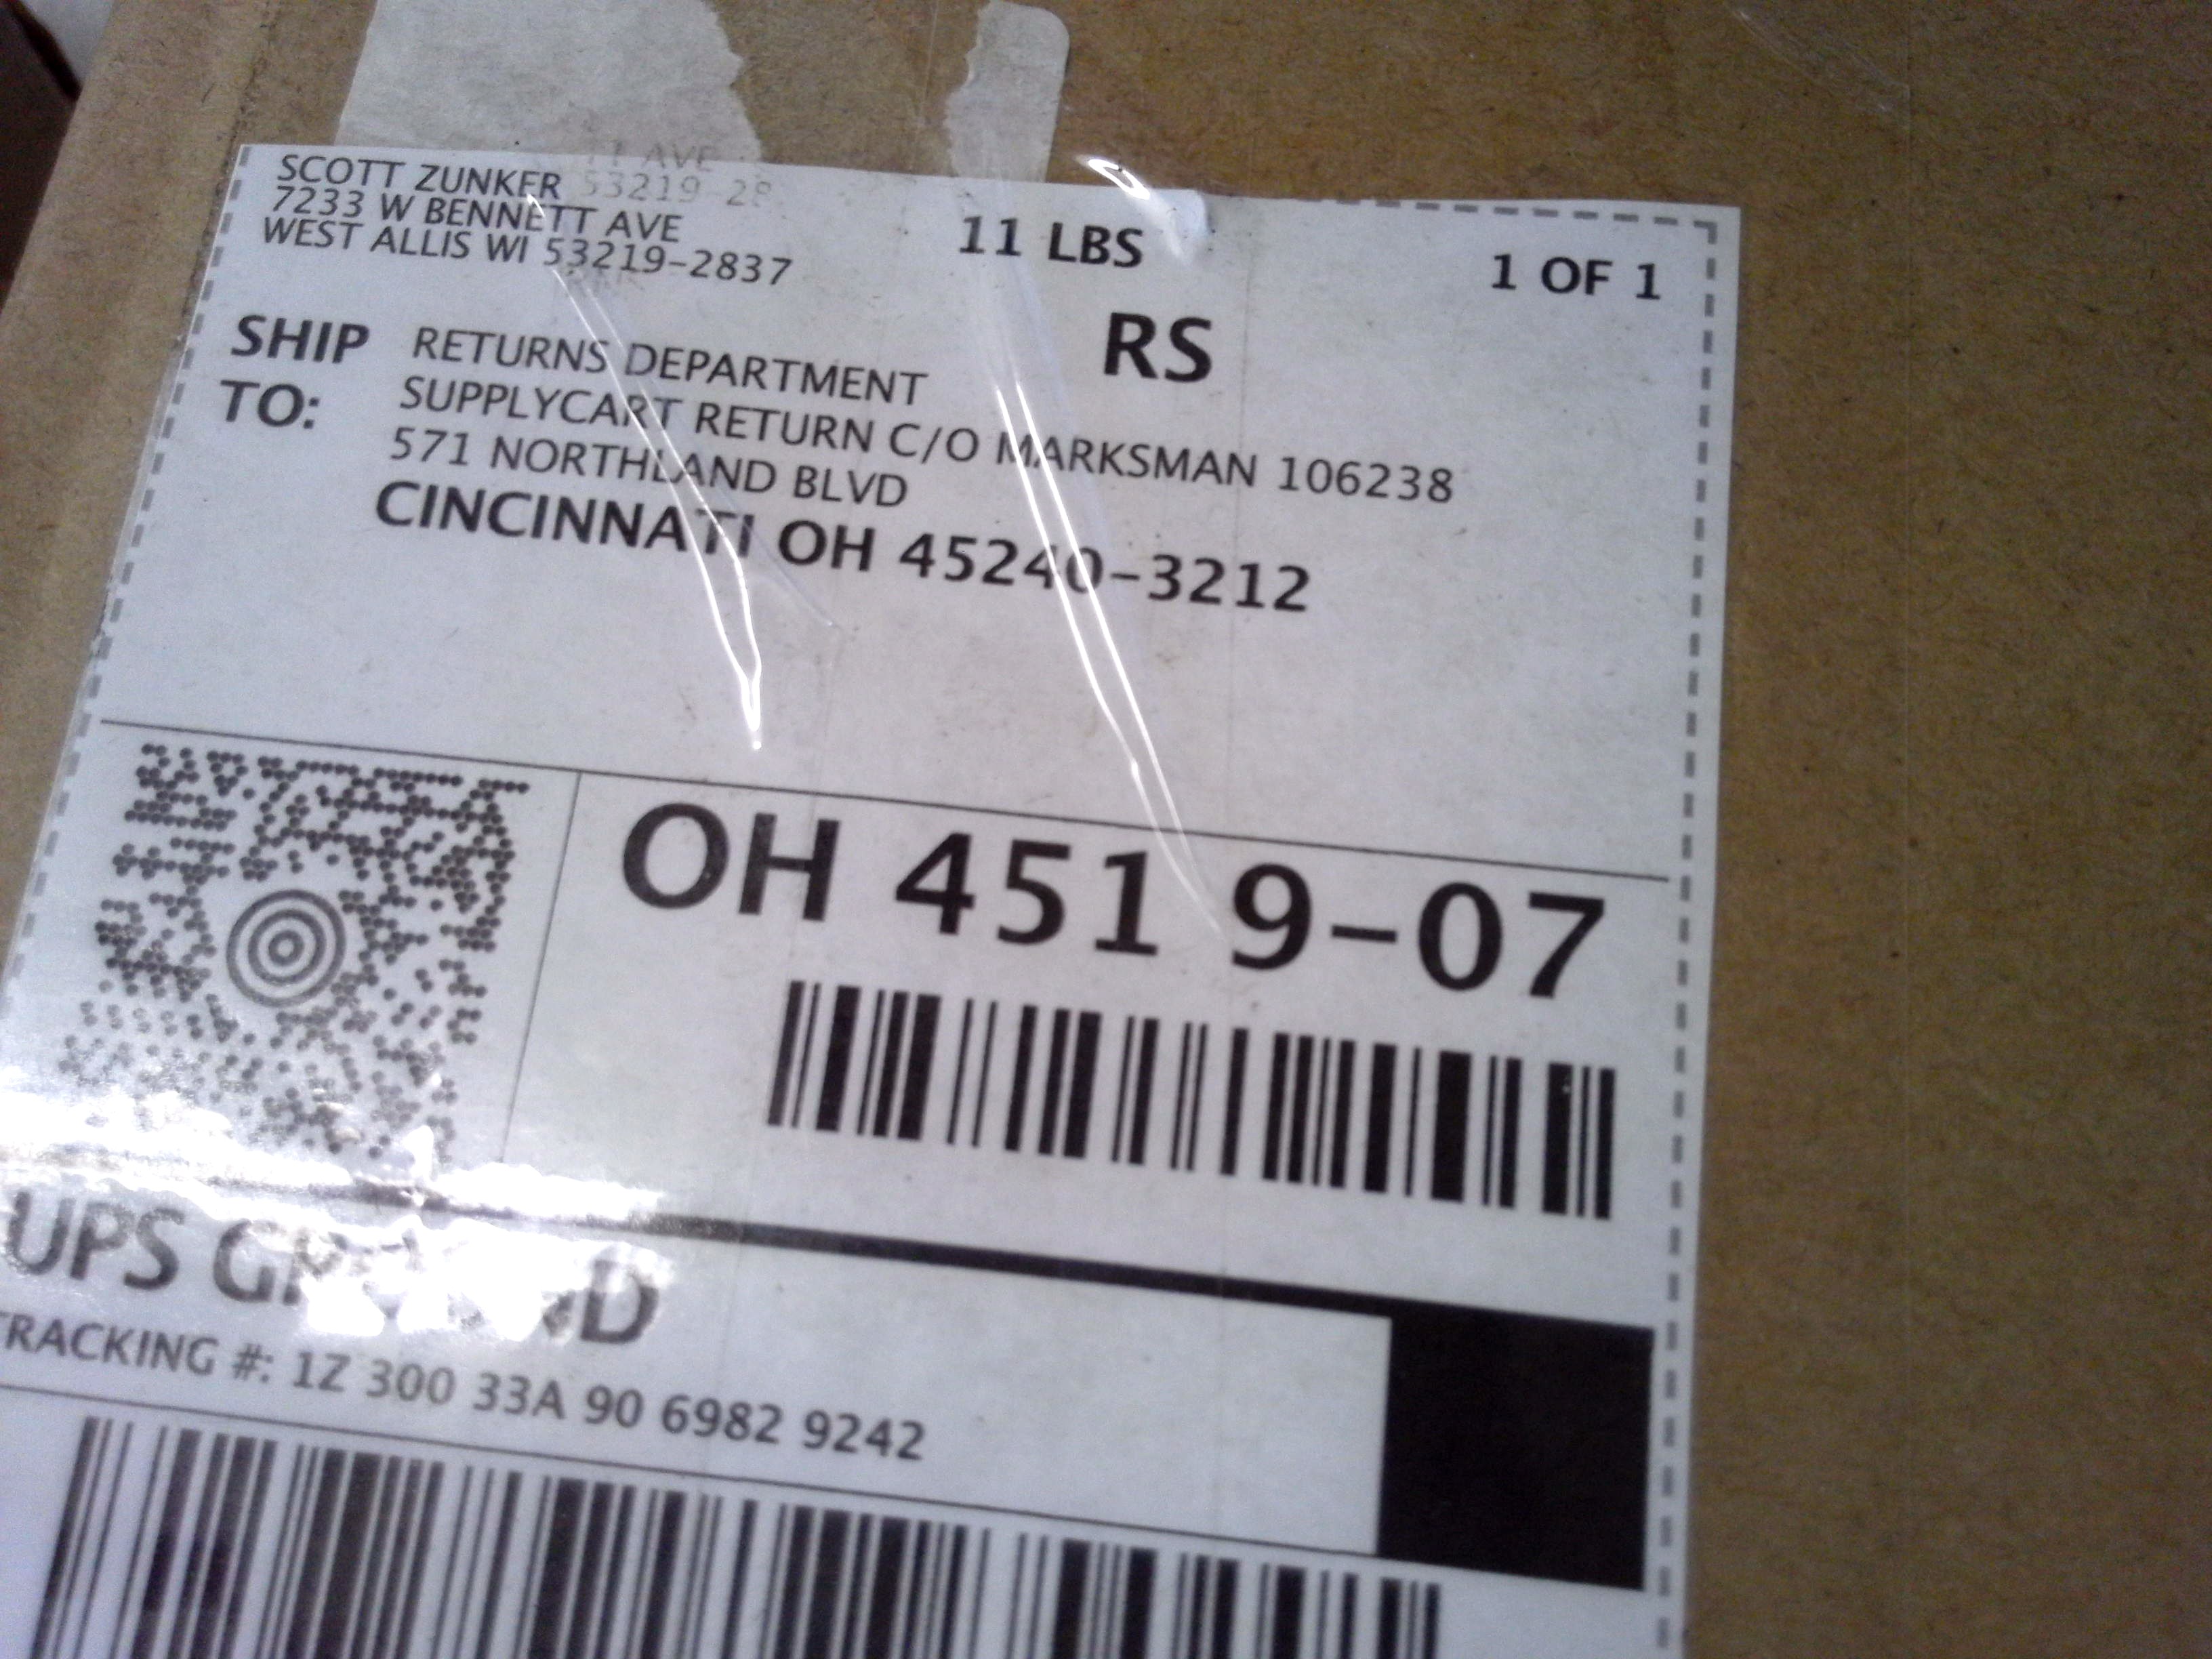 SCOTT ZUNKER
7233 W BENNETT AVE
WEST ALLIS WI 53219-2837
11 LBS
1 OF 1
RS
SHIP TO:
RETURNS DEPARTMENT
SUPPLYCART RETURN C/O MARKSMAN 106238
571 NORTHLAND BLVD
CINCINNATI OH 45240-3212
OH 451 9-07
UPS GROUND
TRACKING #: 1Z 300 33A 90 6982 9242